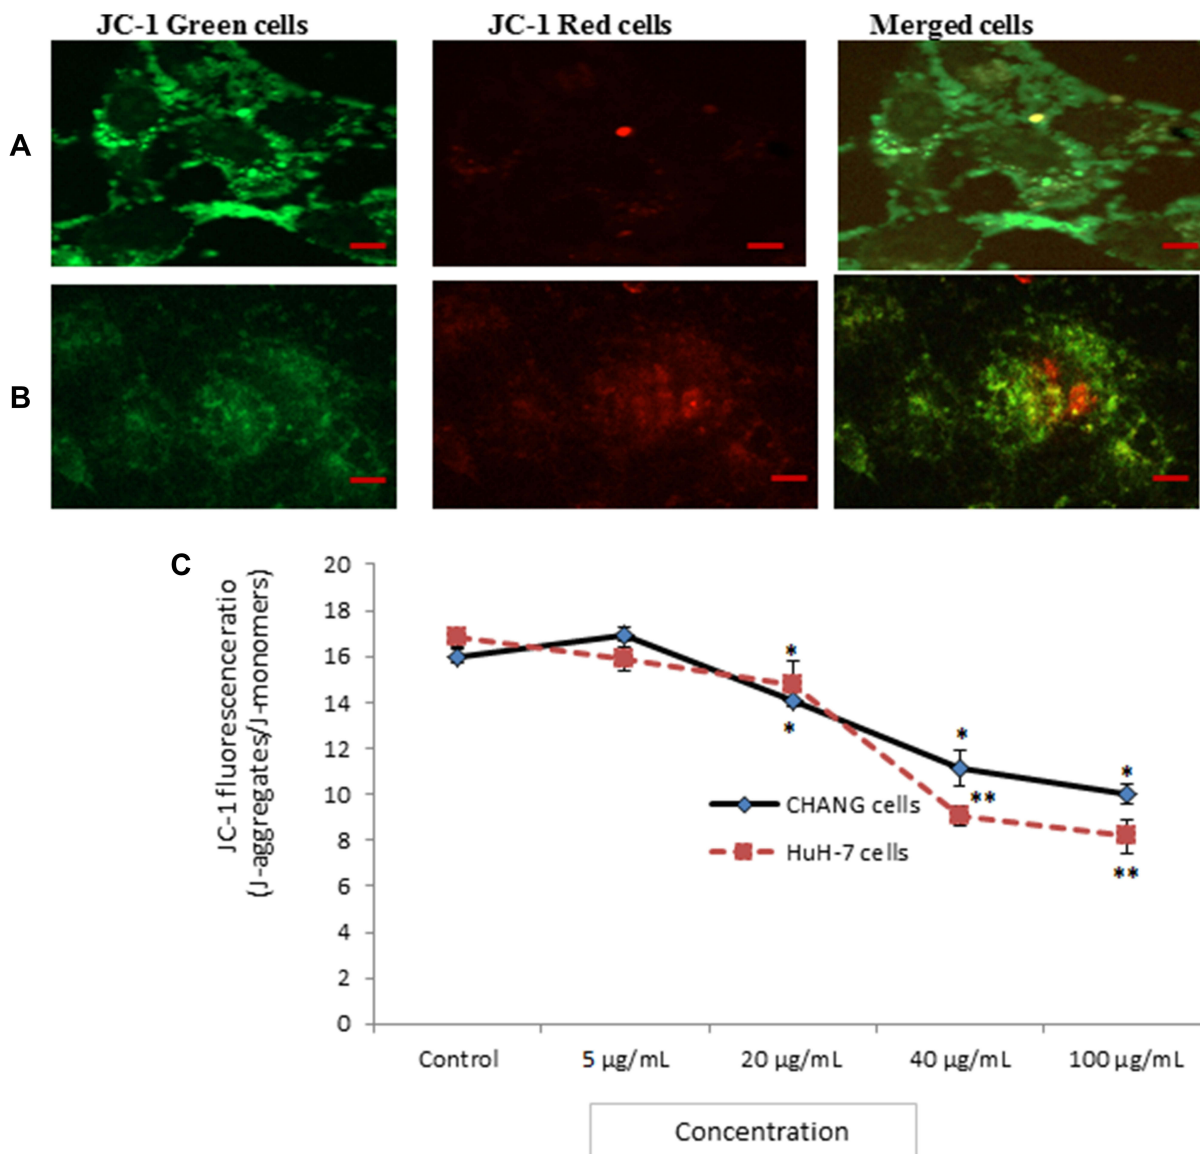 JC-1 Green cells JC-1 Red cells Merged cells
A
B
C
JC-1 fluorescenceratio
(J-aggregates/J-monomers)
20
18
16
14
12
10
8
6
4
2
0
*
*
*
**
*
**
CHANG cells
HuH-7 cells
Control 5 µg/mL 20 µg/mL 40 µg/mL 100 µg/mL
Concentration